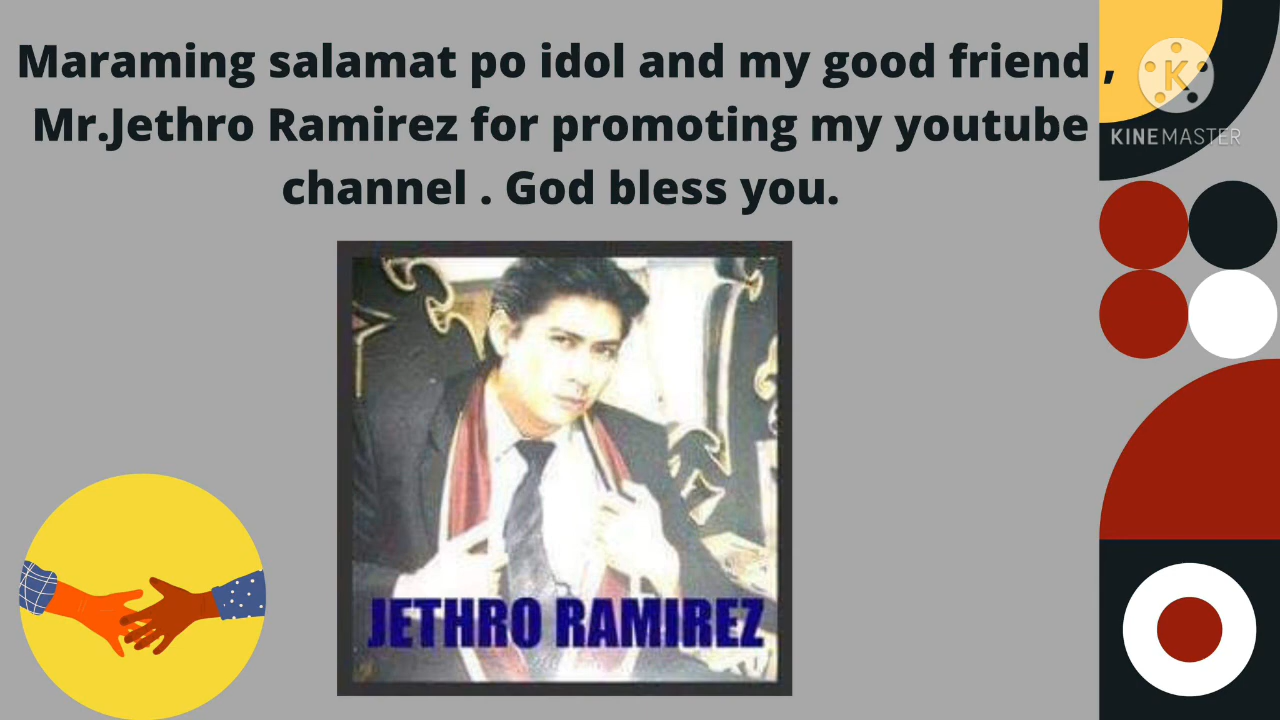 Maraming salamat po idol and my good friend ,
Mr.Jethro Ramirez for promoting my youtube
channel . God bless you.
K
KINEMASTER
JETHRO RAMIREZ